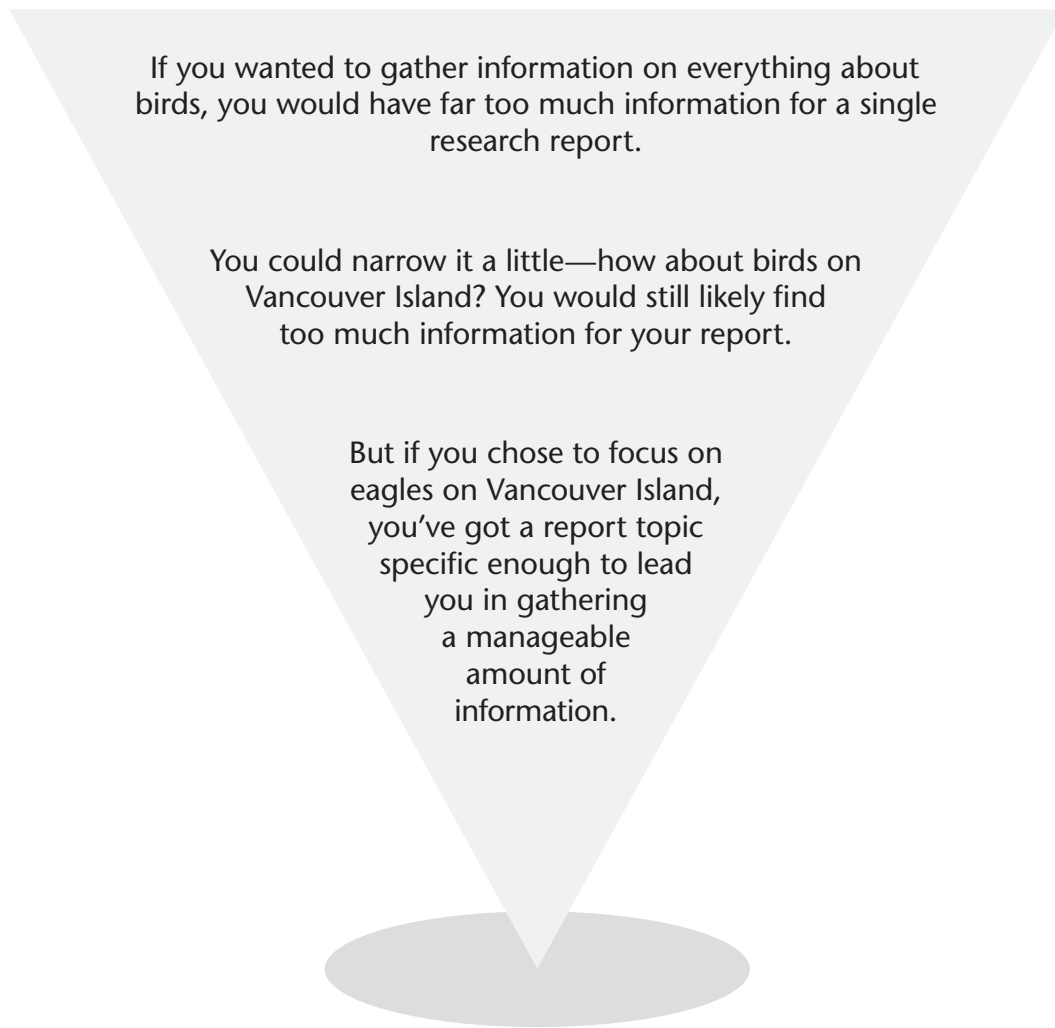 If you wanted to gather information on everything about
birds, you would have far too much information for a single
research report.
You could narrow it a little—how about birds on
Vancouver Island? You would still likely find
too much information for your report.
But if you chose to focus on
eagles on Vancouver Island,
you’ve got a report topic
specific enough to lead
you in gathering
a manageable
amount of
information.